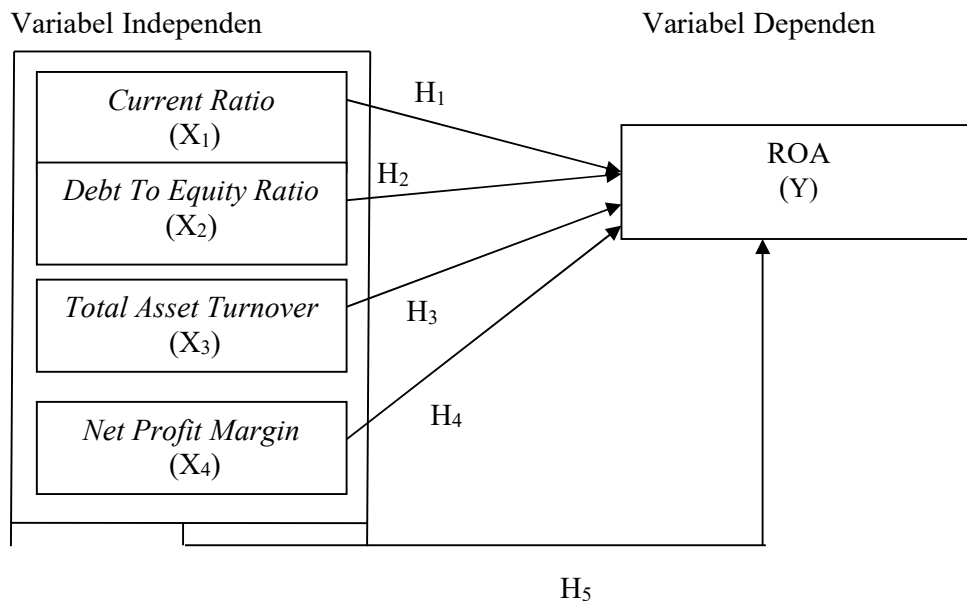 Variabel Independen
Variabel Dependen
Current Ratio
(X₁)
H₁
ROA
(Y)
Debt To Equity Ratio
(X₂)
H₂
Total Asset Turnover
(X₃)
H₃
Net Profit Margin
(X₄)
H₄
H₅